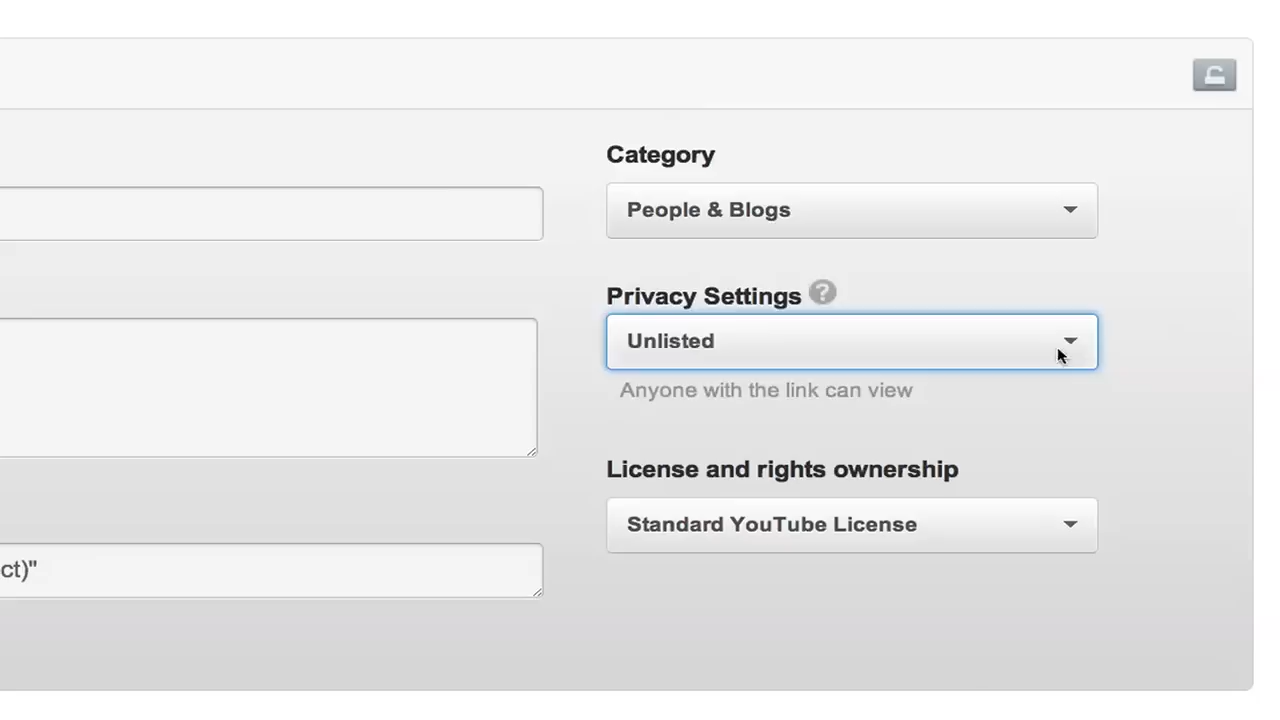 Category
People & Blogs
Privacy Settings ?
Unlisted
Anyone with the link can view
License and rights ownership
Standard YouTube License
ct)"